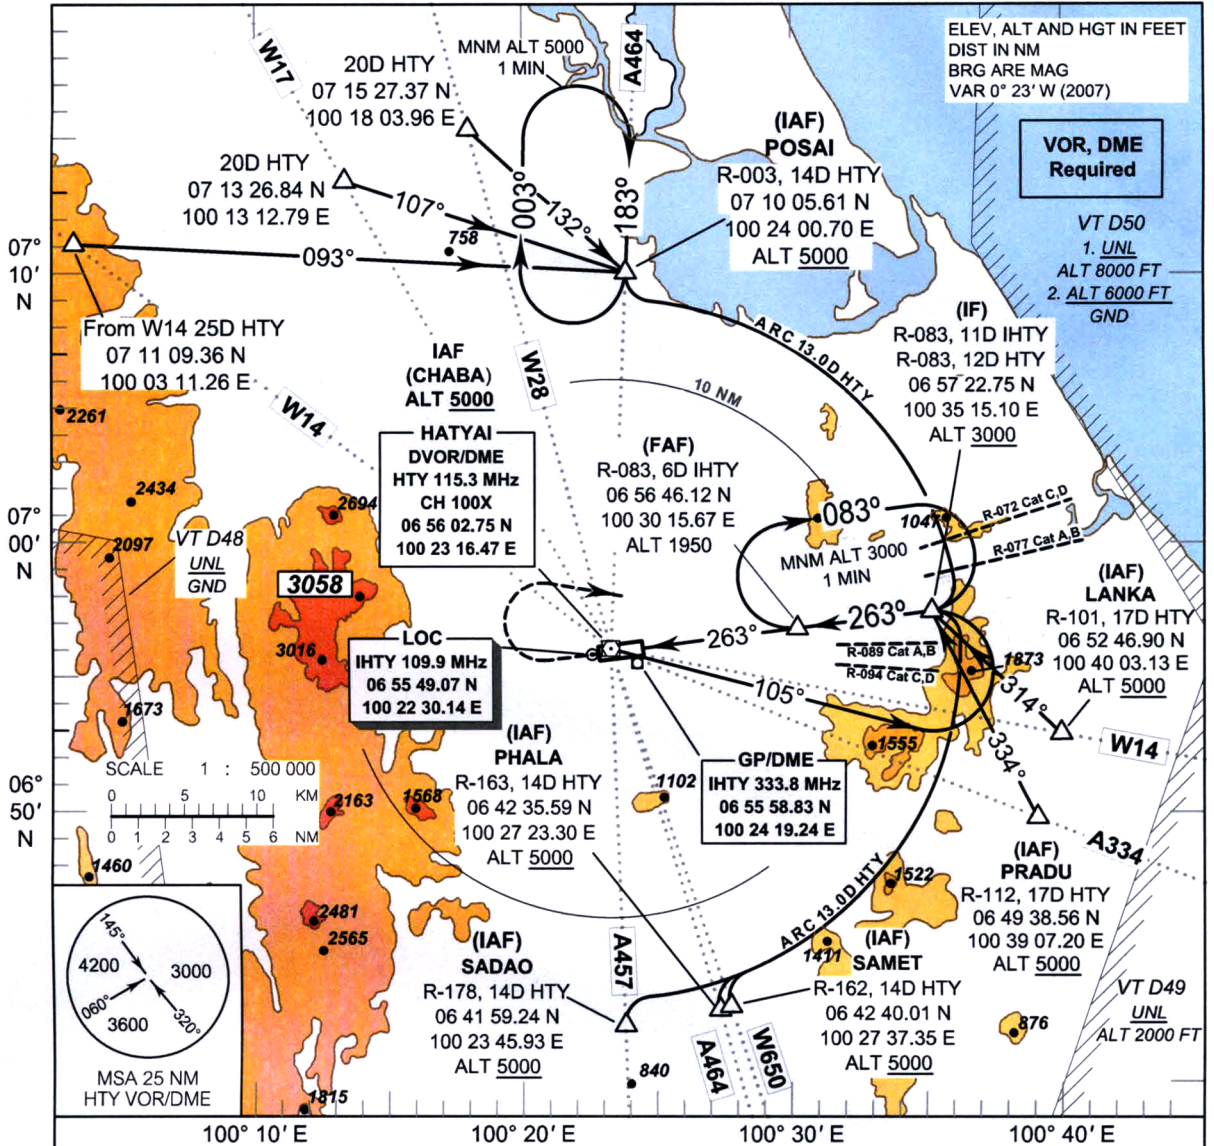 ELEV, ALT AND HGT IN FEET
DIST IN NM
BRG ARE MAG
VAR 0° 23' W (2007)
VOR, DME
Required
VT D50
1. UNL
ALT 8000 FT
2. ALT 6000 FT
GND
MNM ALT 5000
1 MIN
A464
W17
20D HTY
07 15 27.37 N
100 18 03.96 E
20D HTY
07 13 26.84 N
100 13 12.79 E
(IAF)
POSAI
R-003, 14D HTY
07 10 05.61 N
100 24 00.70 E
ALT 5000
003°
132°
183°
107°
093°
758
07°
10'
N
From W14 25D HTY
07 11 09.36 N
100 03 11.26 E
IAF
(CHABA)
ALT 5000
W28
W14
ARC 13.0D HTY
10 NM
(IF)
R-083, 11D IHTY
R-083, 12D HTY
06 57 22.75 N
100 35 15.10 E
ALT 3000
HATYAI
DVOR/DME
HTY 115.3 MHz
CH 100X
06 56 02.75 N
100 23 16.47 E
(FAF)
R-083, 6D IHTY
06 56 46.12 N
100 30 15.67 E
ALT 1950
2261
2434
2694
2097
07°
00'
N
VT D48
UNL
GND
3058
3016
083°
1047
MNM ALT 3000
1 MIN
R-072 Cat C,D
R-077 Cat A,B
(IAF)
LANKA
R-101, 17D HTY
06 52 46.90 N
100 40 03.13 E
ALT 5000
263°
263°
R-089 Cat A,B
R-094 Cat C,D
1873
314°
334°
105°
LOC
IHTY 109.9 MHz
06 55 49.07 N
100 22 30.14 E
1673
W14
1555
GP/DME
IHTY 333.8 MHz
06 55 58.83 N
100 24 19.24 E
(IAF)
PHALA
R-163, 14D HTY
06 42 35.59 N
100 27 23.30 E
ALT 5000
1102
SCALE 1 : 500 000
0 5 10 KM
0 1 2 3 4 5 6 NM
06°
50'
N
2163
1568
A334
(IAF)
PRADU
R-112, 17D HTY
06 49 38.56 N
100 39 07.20 E
ALT 5000
1460
1522
ARC 13.0D HTY
2481
2565
1411
145°
4200
3000
060°
3600
320°
MSA 25 NM
HTY VOR/DME
(IAF)
SADAO
R-178, 14D HTY
06 41 59.24 N
100 23 45.93 E
ALT 5000
A457
(IAF)
SAMET
R-162, 14D HTY
06 42 40.01 N
100 27 37.35 E
ALT 5000
A464
W650
VT D49
UNL
ALT 2000 FT
876
840
1815
100° 10' E
100° 20' E
100° 30' E
100° 40' E